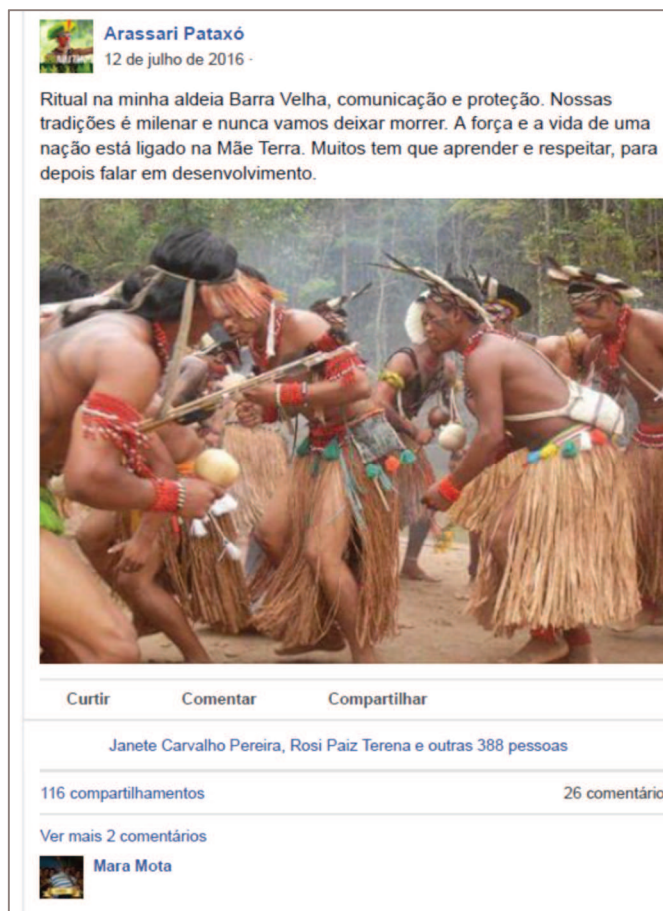 Arassari Pataxó
12 de julho de 2016 ·
Ritual na minha aldeia Barra Velha, comunicação e proteção. Nossas
tradições é milenar e nunca vamos deixar morrer. A força e a vida de uma
nação está ligado na Mãe Terra. Muitos tem que aprender e respeitar, para
depois falar em desenvolvimento.
Curtir Comentar Compartilhar
Janete Carvalho Pereira, Rosi Paiz Terena e outras 388 pessoas
116 compartilhamentos 26 comentário
Ver mais 2 comentários
Mara Mota